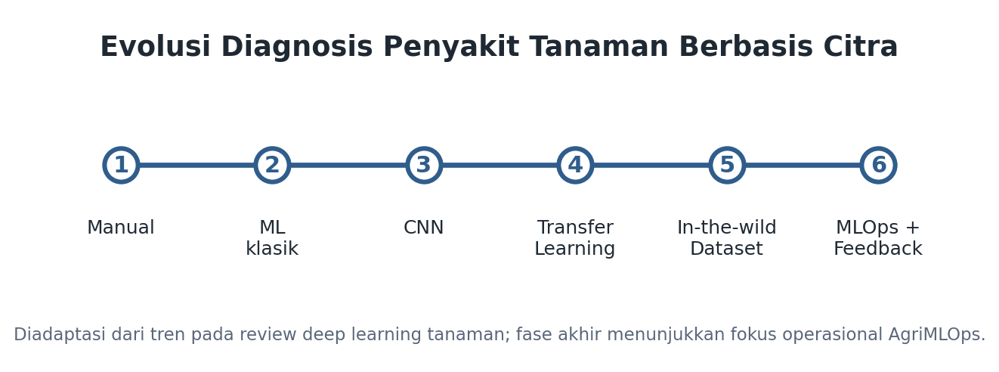 Evolusi Diagnosis Penyakit Tanaman Berbasis Citra
1
2
3
4
5
6
Manual
ML
klasik
CNN
Transfer
Learning
In-the-wild
Dataset
MLOps +
Feedback
Diadaptasi dari tren pada review deep learning tanaman; fase akhir menunjukkan fokus operasional AgriMLOps.